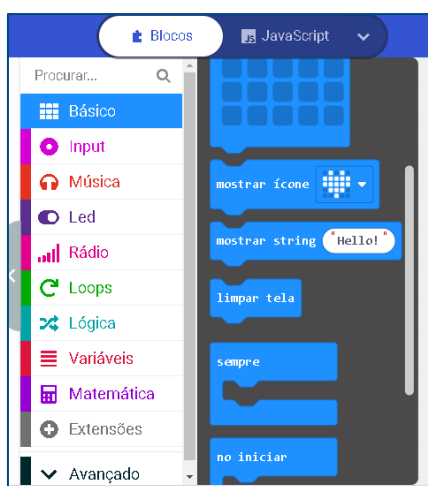 Blocos
JS JavaScript
Procurar...
Básico
Input
Música
Led
Rádio
Loops
Lógica
Variáveis
Matemática
Extensões
Avançado
mostrar ícone
mostrar string "Hello!"
limpar tela
sempre
no iniciar